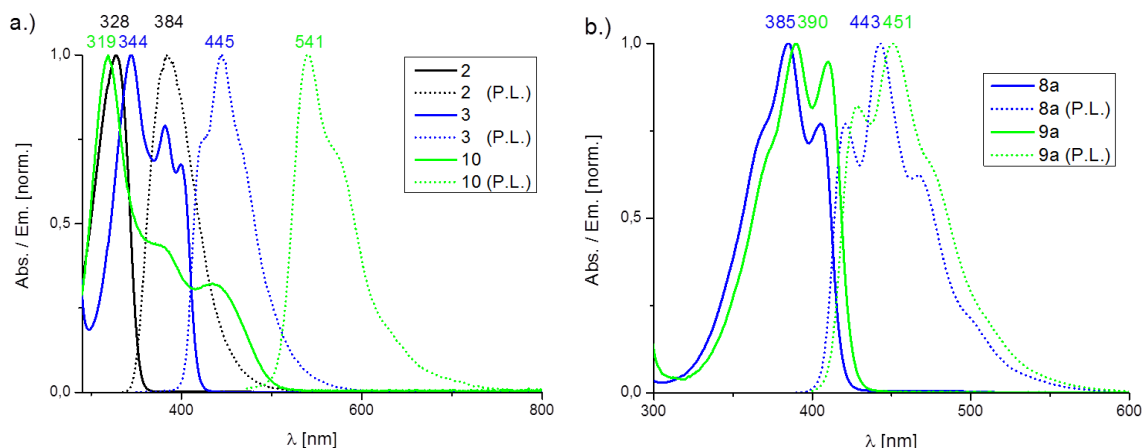 a.)
328 384
319 344 445 541
1,0
0,5
0,0
Abs. / Em. [norm.]
2
2 (P.L.)
3
3 (P.L.)
10
10 (P.L.)
400 600 800
λ [nm]
b.)
385 390 443 451
1,0
0,5
0,0
Abs. / Em. [norm.]
8a
8a (P.L.)
9a
9a (P.L.)
300 400 500 600
λ [nm]